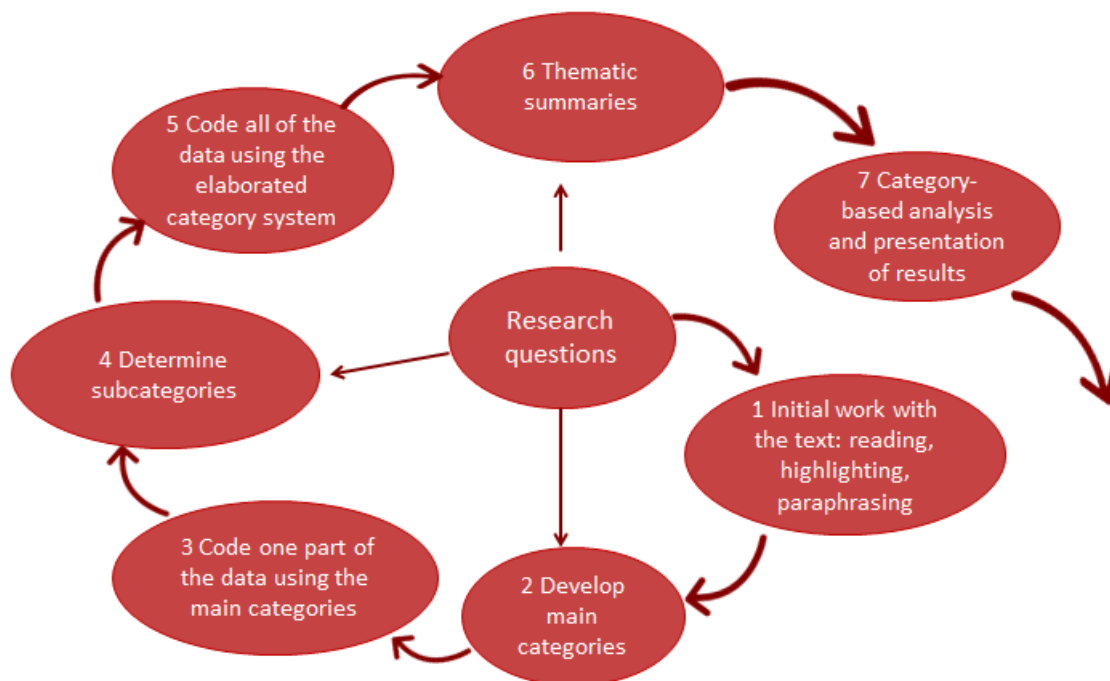 6 Thematic
summaries
5 Code all of the
data using the
elaborated
category system
7 Category-
based analysis
and presentation
of results
Research
questions
4 Determine
subcategories
1 Initial work with
the text: reading,
highlighting,
paraphrasing
3 Code one part of
the data using the
main categories
2 Develop
main
categories